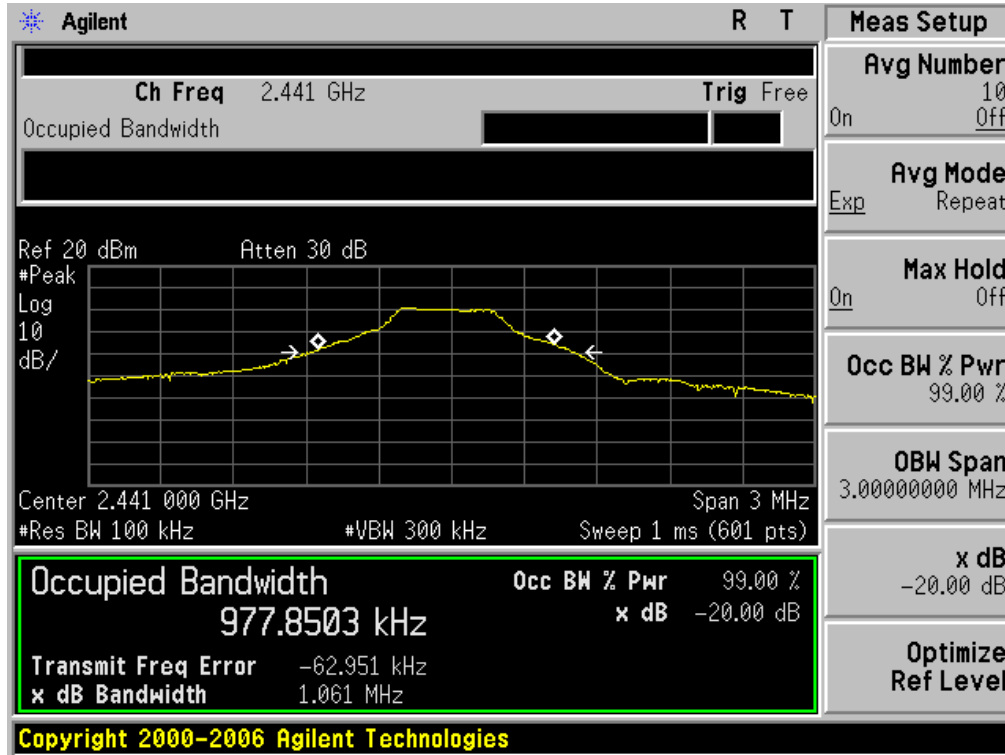 Agilent R T
Ch Freq 2.441 GHz Trig Free
Occupied Bandwidth
Ref 20 dBm Atten 30 dB
#Peak
Log
10
dB/
Center 2.441 000 GHz Span 3 MHz
#Res BW 100 kHz #VBW 300 kHz Sweep 1 ms (601 pts)
Occupied Bandwidth Occ BW % Pwr 99.00 %
977.8503 kHz x dB -20.00 dB
Transmit Freq Error -62.951 kHz
x dB Bandwidth 1.061 MHz
Copyright 2000-2006 Agilent Technologies
Meas Setup
Avg Number
10
On Off
Avg Mode
Exp Repeat
Max Hold
On Off
Occ BW % Pwr
99.00 %
OBW Span
3.00000000 MHz
x dB
-20.00 dB
Optimize
Ref Level